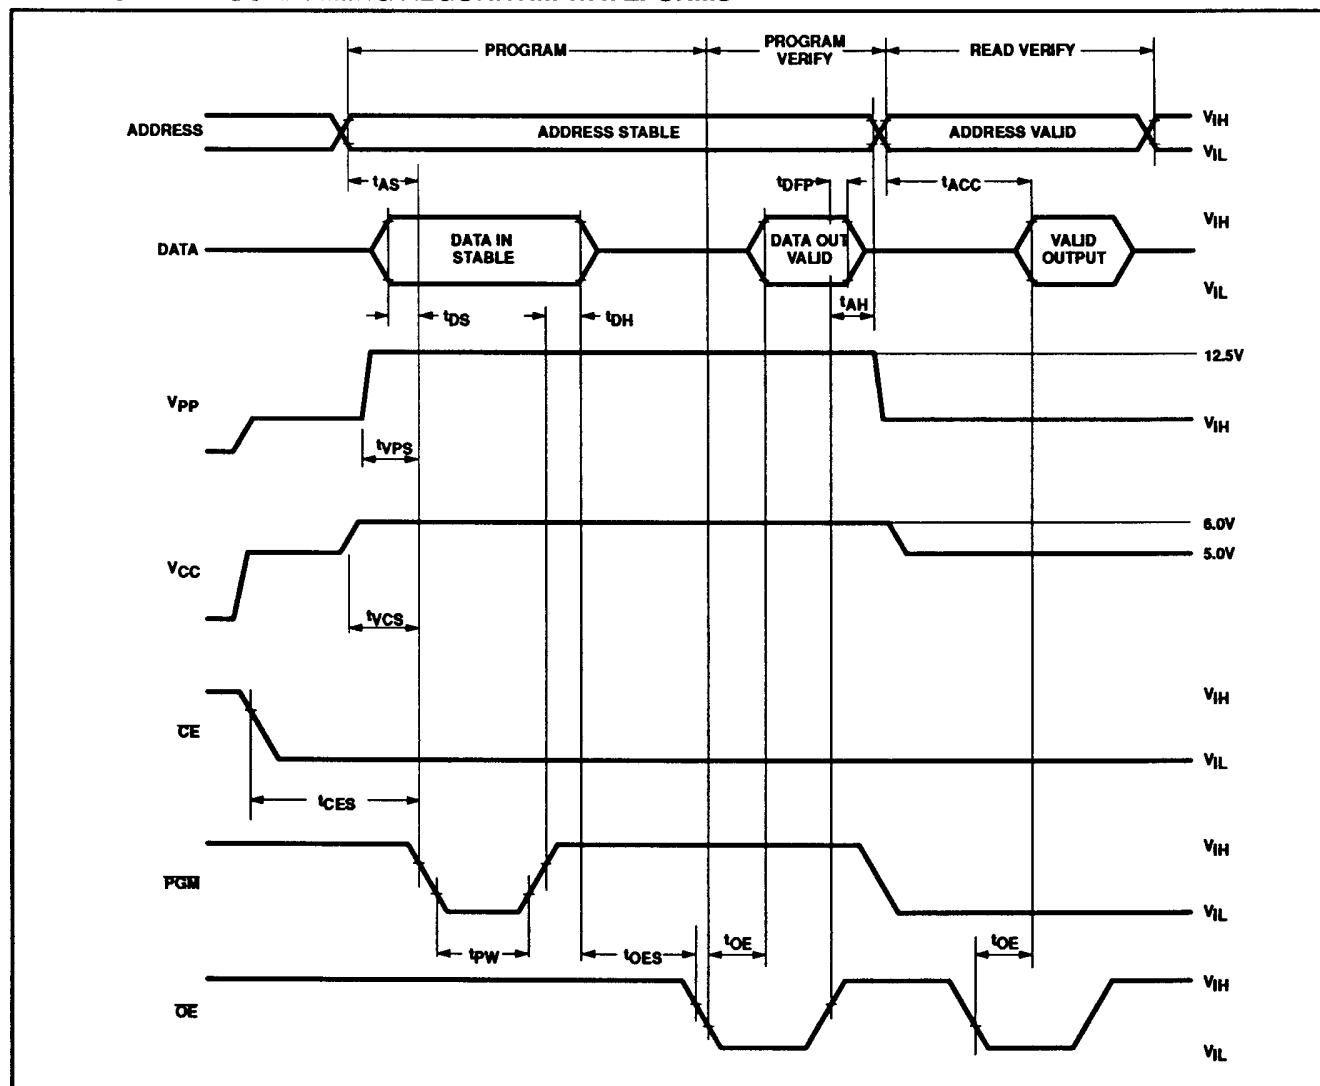 PROGRAM
PROGRAM
VERIFY
READ VERIFY
ADDRESS
ADDRESS STABLE
ADDRESS VALID
VIH
VIL
tAS
tDFP
tACC
DATA
DATA IN
STABLE
DATA OUT
VALID
VALID
OUTPUT
VIH
VIL
tDS
tDH
tAH
VPP
12.5V
VIH
tVPS
VCC
6.0V
5.0V
tVCS
CE
VIH
VIL
tCES
PGM
VIH
VIL
tPW
tOES
tOE
tOE
OE
VIH
VIL